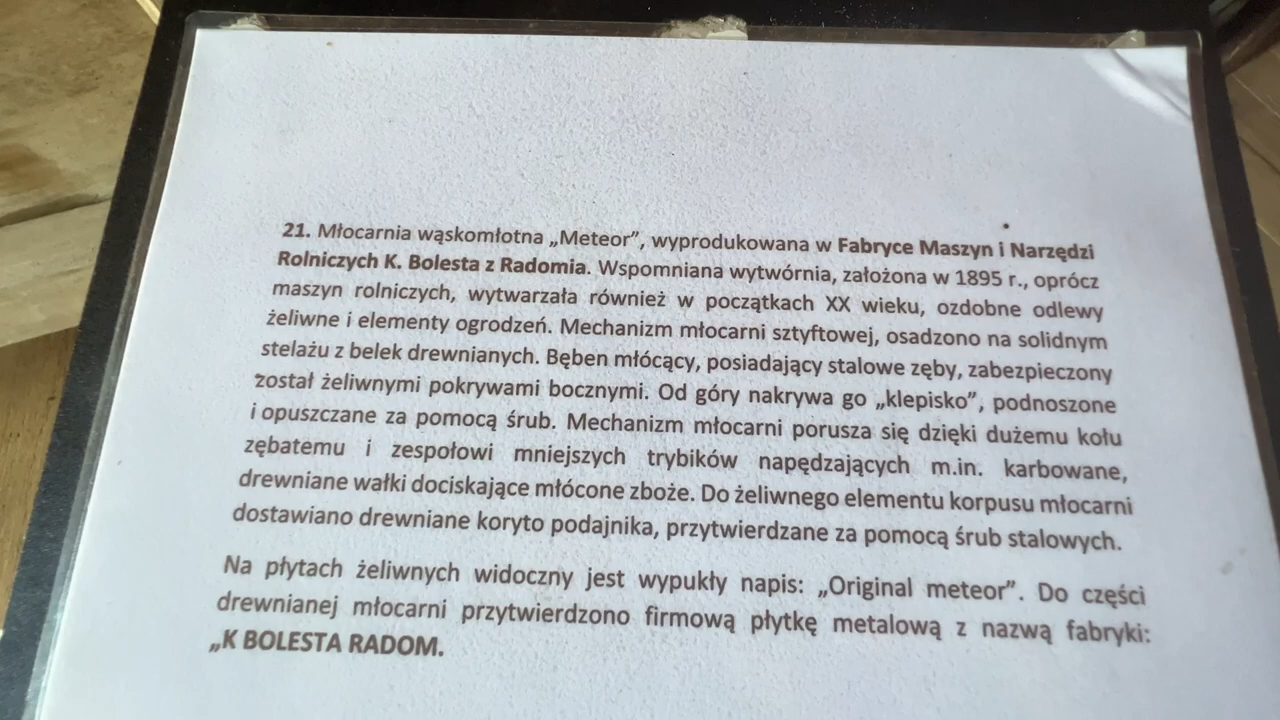 21. Młocarnia wąskomłotna „Meteor”, wyprodukowana w Fabryce Maszyn i Narzędzi
Rolniczych K. Bolesta z Radomia. Wspomniana wytwórnia, założona w 1895 r., oprócz
maszyn rolniczych, wytwarzała również w początkach XX wieku, ozdobne odlewy
żeliwne i elementy ogrodzeń. Mechanizm młocarni sztyftowej, osadzono na solidnym
stelażu z belek drewnianych. Bęben młócący, posiadający stalowe zęby, zabezpieczony
został żeliwnymi pokrywami bocznymi. Od góry nakrywa go „klepisko”, podnoszone
i opuszczane za pomocą śrub. Mechanizm młocarni porusza się dzięki dużemu kołu
zębatemu i zespołowi mniejszych trybików napędzających m.in. karbowane,
drewniane wałki dociskające młócone zboże. Do żeliwnego elementu korpusu młocarni
dostawiano drewniane koryto podajnika, przytwierdzane za pomocą śrub stalowych.
Na płytach żeliwnych widoczny jest wypukły napis: „Original meteor”. Do części
drewnianej młocarni przytwierdzono firmową płytkę metalową z nazwą fabryki:
„K BOLESTA RADOM.